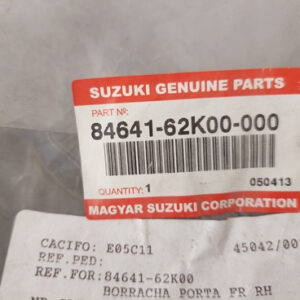 SUZUKI GENUINE PARTS
PART №:
84641-62K00-000
QUANTITY: 1
050413
MAGYAR SUZUKI CORPORATION
CACIFO: E05C11
45042/00
REF.PED:
REF.FOR:84641-62K00
BORRACHA PORTA FR RH